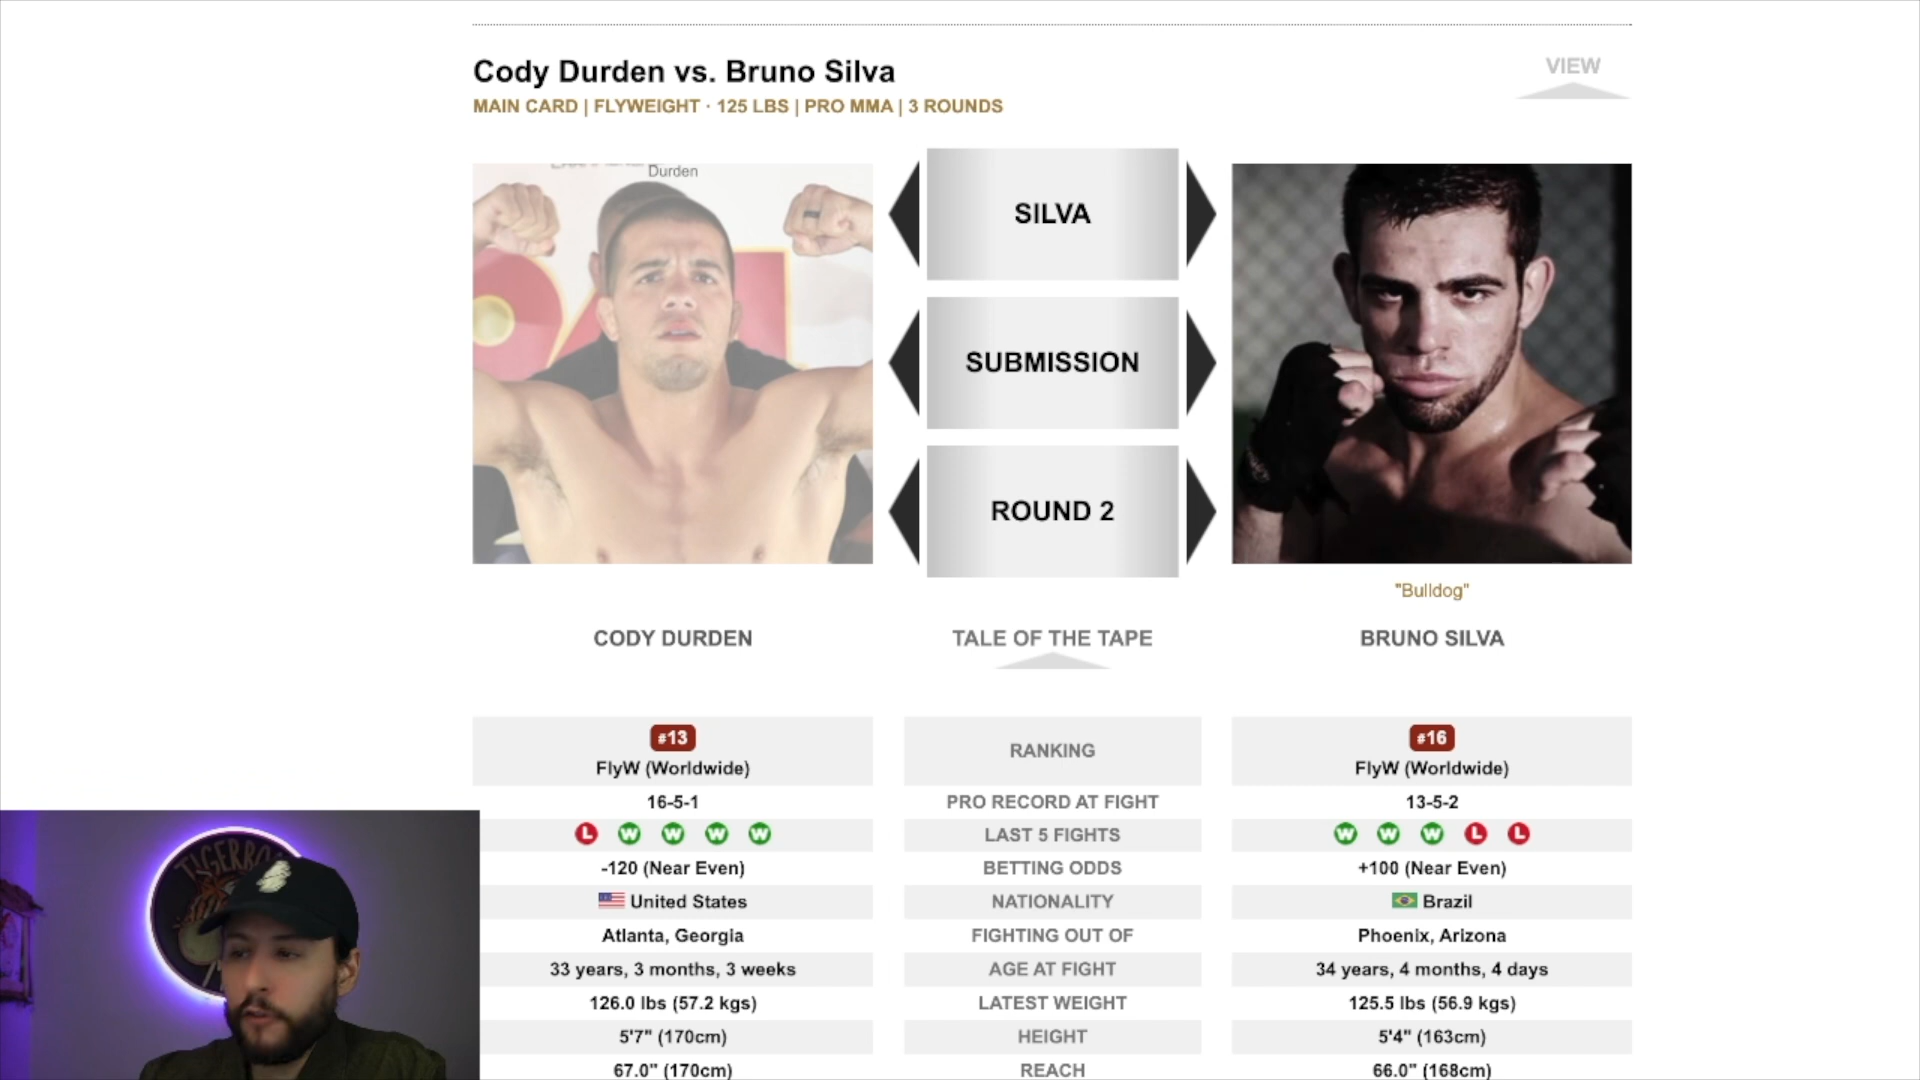 Cody Durden vs. Bruno Silva
VIEW
MAIN CARD | FLYWEIGHT · 125 LBS | PRO MMA | 3 ROUNDS
Durden
SILVA
SUBMISSION
ROUND 2
"Bulldog"
CODY DURDEN TALE OF THE TAPE BRUNO SILVA
#13 RANKING #16
FlyW (Worldwide) FlyW (Worldwide)
16-5-1 PRO RECORD AT FIGHT 13-5-2
L W W W W LAST 5 FIGHTS W W W L L
-120 (Near Even) BETTING ODDS +100 (Near Even)
United States NATIONALITY Brazil
Atlanta, Georgia FIGHTING OUT OF Phoenix, Arizona
33 years, 3 months, 3 weeks AGE AT FIGHT 34 years, 4 months, 4 days
126.0 lbs (57.2 kgs) LATEST WEIGHT 125.5 lbs (56.9 kgs)
5'7" (170cm) HEIGHT 5'4" (163cm)
67.0" (170cm) REACH 66.0" (168cm)